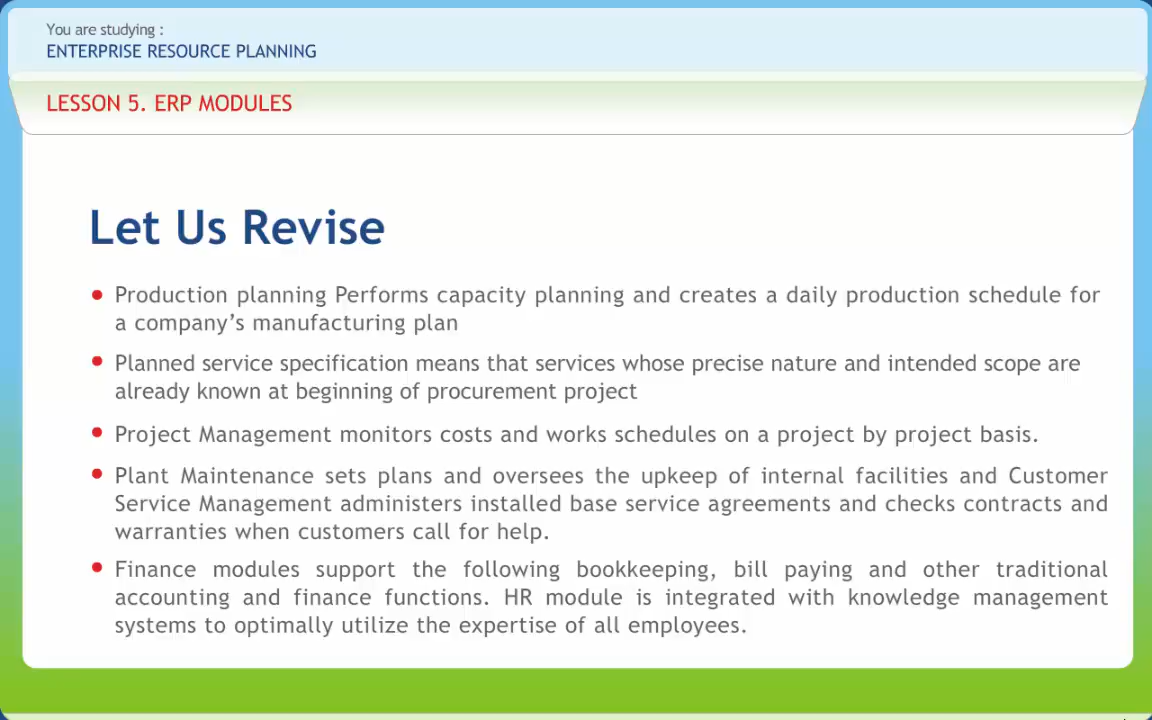 You are studying :
ENTERPRISE RESOURCE PLANNING
LESSON 5. ERP MODULES
Let Us Revise
• Production planning Performs capacity planning and creates a daily production schedule for
a company’s manufacturing plan
• Planned service specification means that services whose precise nature and intended scope are
already known at beginning of procurement project
• Project Management monitors costs and works schedules on a project by project basis.
• Plant Maintenance sets plans and oversees the upkeep of internal facilities and Customer
Service Management administers installed base service agreements and checks contracts and
warranties when customers call for help.
• Finance modules support the following bookkeeping, bill paying and other traditional
accounting and finance functions. HR module is integrated with knowledge management
systems to optimally utilize the expertise of all employees.